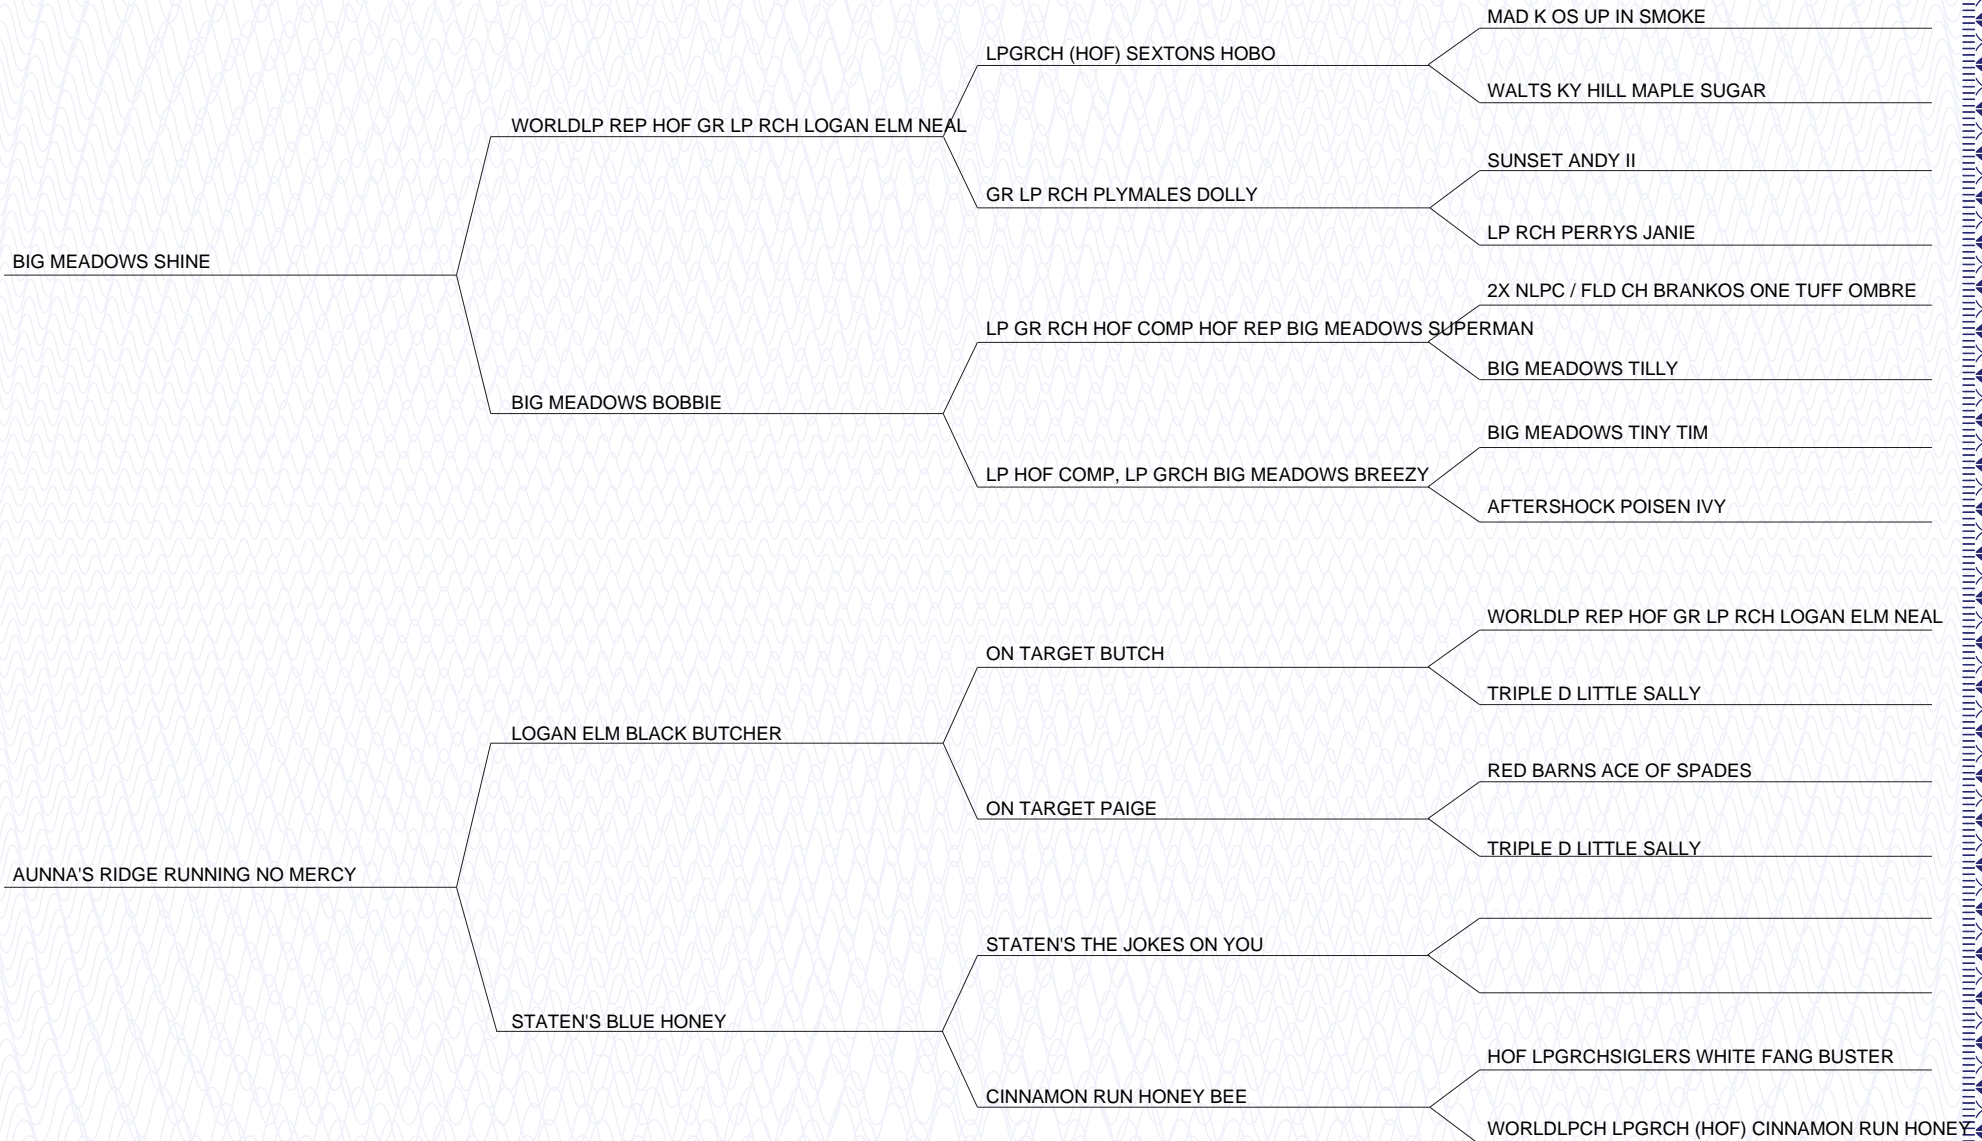 MAD K OS UP IN SMOKE
LPGRCH (HOF) SEXTONS HOBO
WALTS KY HILL MAPLE SUGAR
WORLDLP REP HOF GR LP RCH LOGAN ELM NEAL
SUNSET ANDY II
GR LP RCH PLYMALES DOLLY
LP RCH PERRYS JANIE
BIG MEADOWS SHINE
2X NLPC / FLD CH BRANKOS ONE TUFF OMBRE
LP GR RCH HOF COMP HOF REP BIG MEADOWS SUPERMAN
BIG MEADOWS TILLY
BIG MEADOWS BOBBIE
BIG MEADOWS TINY TIM
LP HOF COMP, LP GRCH BIG MEADOWS BREEZY
AFTERSHOCK POISEN IVY
WORLDLP REP HOF GR LP RCH LOGAN ELM NEAL
ON TARGET BUTCH
TRIPLE D LITTLE SALLY
LOGAN ELM BLACK BUTCHER
RED BARNS ACE OF SPADES
ON TARGET PAIGE
TRIPLE D LITTLE SALLY
AUNNA'S RIDGE RUNNING NO MERCY
STATEN'S THE JOKES ON YOU
STATEN'S BLUE HONEY
HOF LPGRCHSIGLERS WHITE FANG BUSTER
CINNAMON RUN HONEY BEE
WORLDLPCH LPGRCH (HOF) CINNAMON RUN HONEY